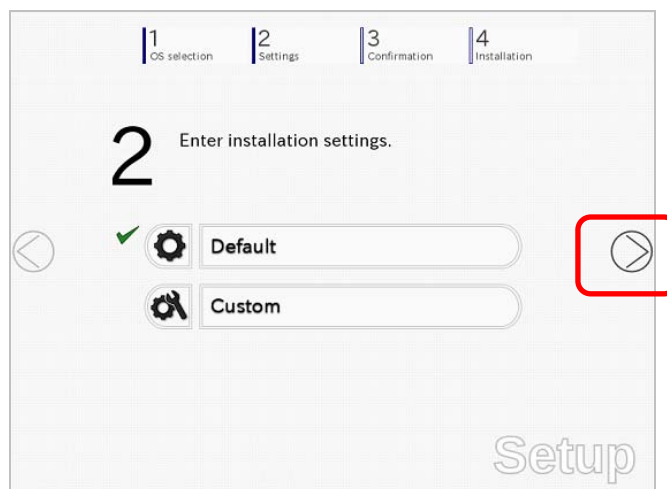 1
OS selection
2
Settings
3
Confirmation
4
Installation
2
Enter installation settings.
Default
Custom
Setup